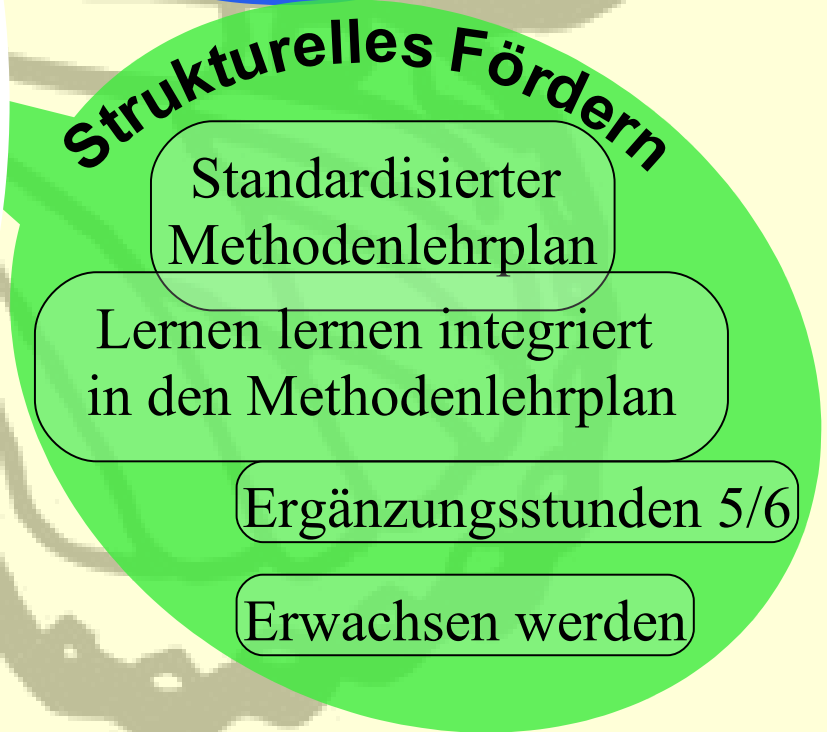 Strukturelles Fördern
Standardisierter
Methodenlehrplan
Lernen lernen integriert
in den Methodenlehrplan
Ergänzungsstunden 5/6
Erwachsen werden